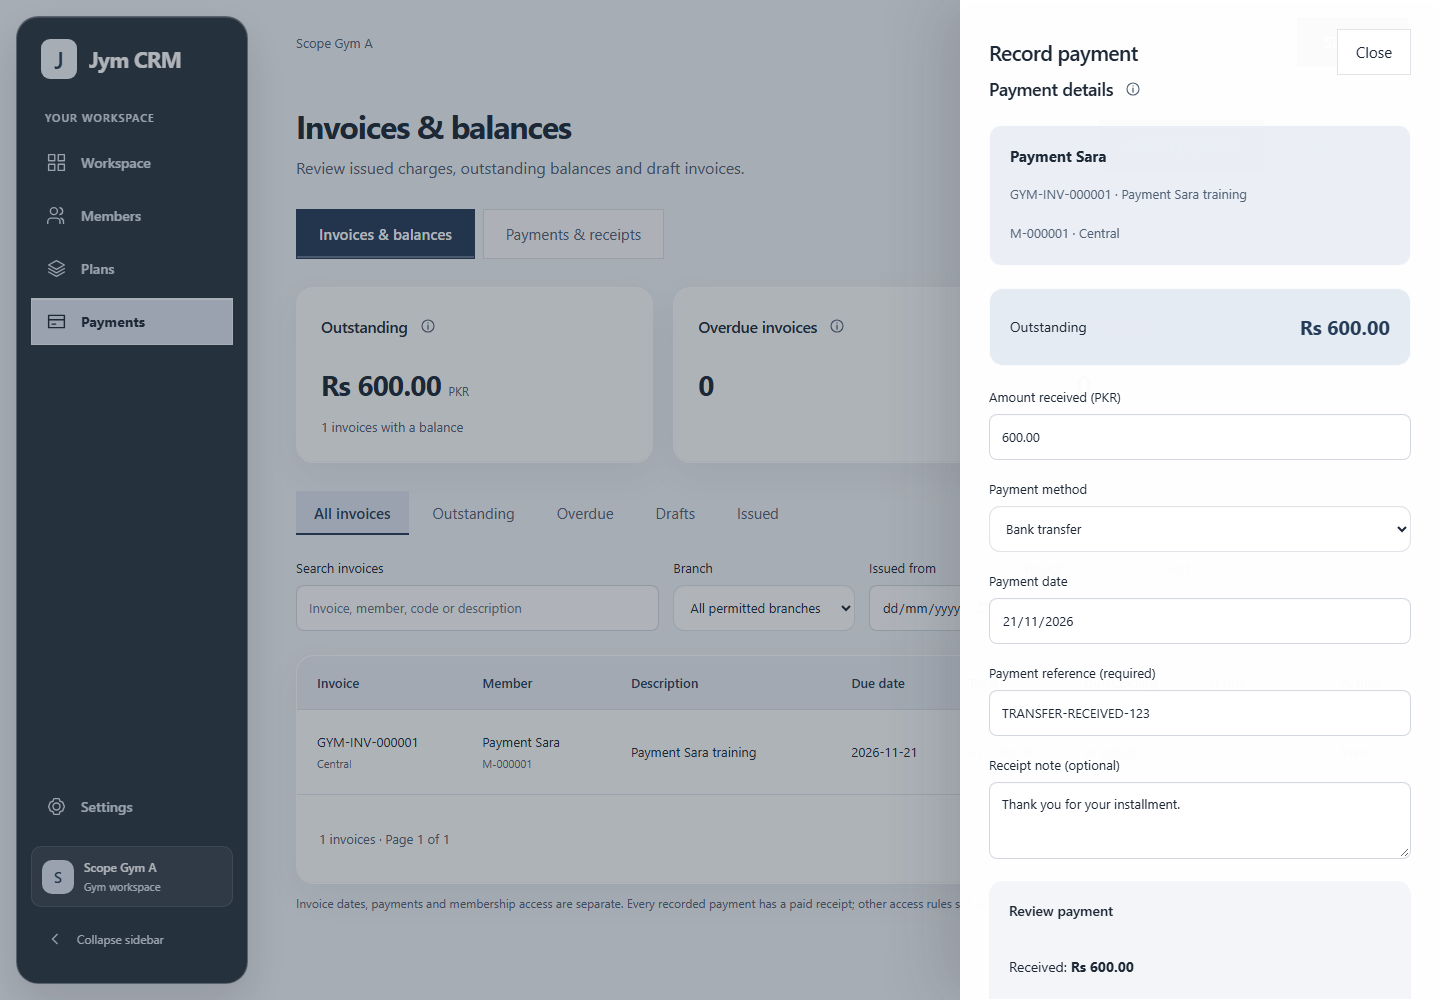 J
Jym CRM
YOUR WORKSPACE
Workspace
Members
Plans
Payments
Settings
S
Scope Gym A
Gym workspace
Collapse sidebar
Scope Gym A
Invoices & balances
Review issued charges, outstanding balances and draft invoices.
Invoices & balances
Payments & receipts
Outstanding
Rs 600.00 PKR
1 invoices with a balance
Overdue invoices
0
All invoices
Outstanding
Overdue
Drafts
Issued
Search invoices
Invoice, member, code or description
Branch
All permitted branches
Issued from
dd/mm/yyyy
Invoice Member Description Due date
GYM-INV-000001 Payment Sara Payment Sara training 2026-11-21
Central M-000001
1 invoices · Page 1 of 1
Invoice dates, payments and membership access are separate. Every recorded payment has a paid receipt; other access rules
Record payment
Close
Payment details
Payment Sara
GYM-INV-000001 · Payment Sara training
M-000001 · Central
Outstanding Rs 600.00
Amount received (PKR)
600.00
Payment method
Bank transfer
Payment date
21/11/2026
Payment reference (required)
TRANSFER-RECEIVED-123
Receipt note (optional)
Thank you for your installment.
Review payment
Received: Rs 600.00